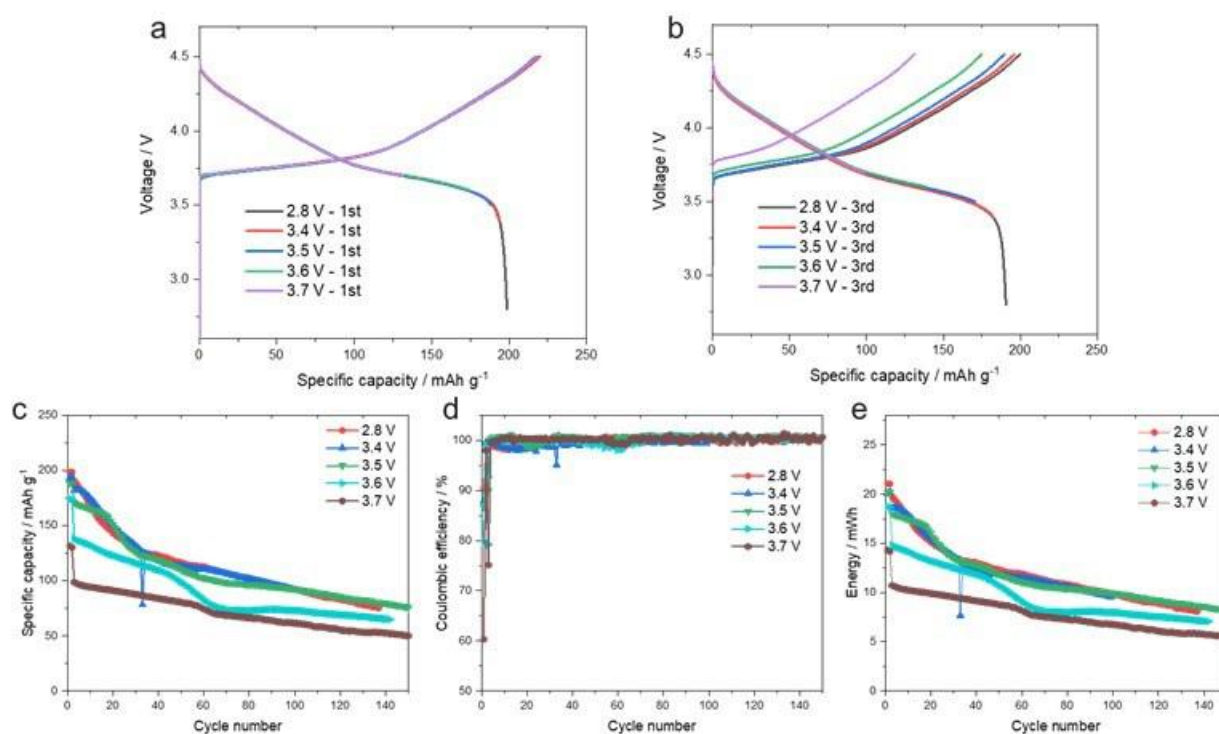 a
4.5
4.0
3.5
3.0
Voltage / V
2.8 V - 1st
3.4 V - 1st
3.5 V - 1st
3.6 V - 1st
3.7 V - 1st
0 50 100 150 200 250
Specific capacity / mAh g⁻¹
b
4.5
4.0
3.5
3.0
Voltage / V
2.8 V - 3rd
3.4 V - 3rd
3.5 V - 3rd
3.6 V - 3rd
3.7 V - 3rd
0 50 100 150 200 250
Specific capacity / mAh g⁻¹
c
250
200
150
100
50
0
Specific capacity / mAh g⁻¹
2.8 V
3.4 V
3.5 V
3.6 V
3.7 V
0 20 40 60 80 100 120 140
Cycle number
d
100
90
80
70
60
50
Coulombic efficiency / %
2.8 V
3.4 V
3.5 V
3.6 V
3.7 V
0 20 40 60 80 100 120 140
Cycle number
e
25
20
15
10
5
0
Energy / mWh
2.8 V
3.4 V
3.5 V
3.6 V
3.7 V
0 20 40 60 80 100 120 140
Cycle number